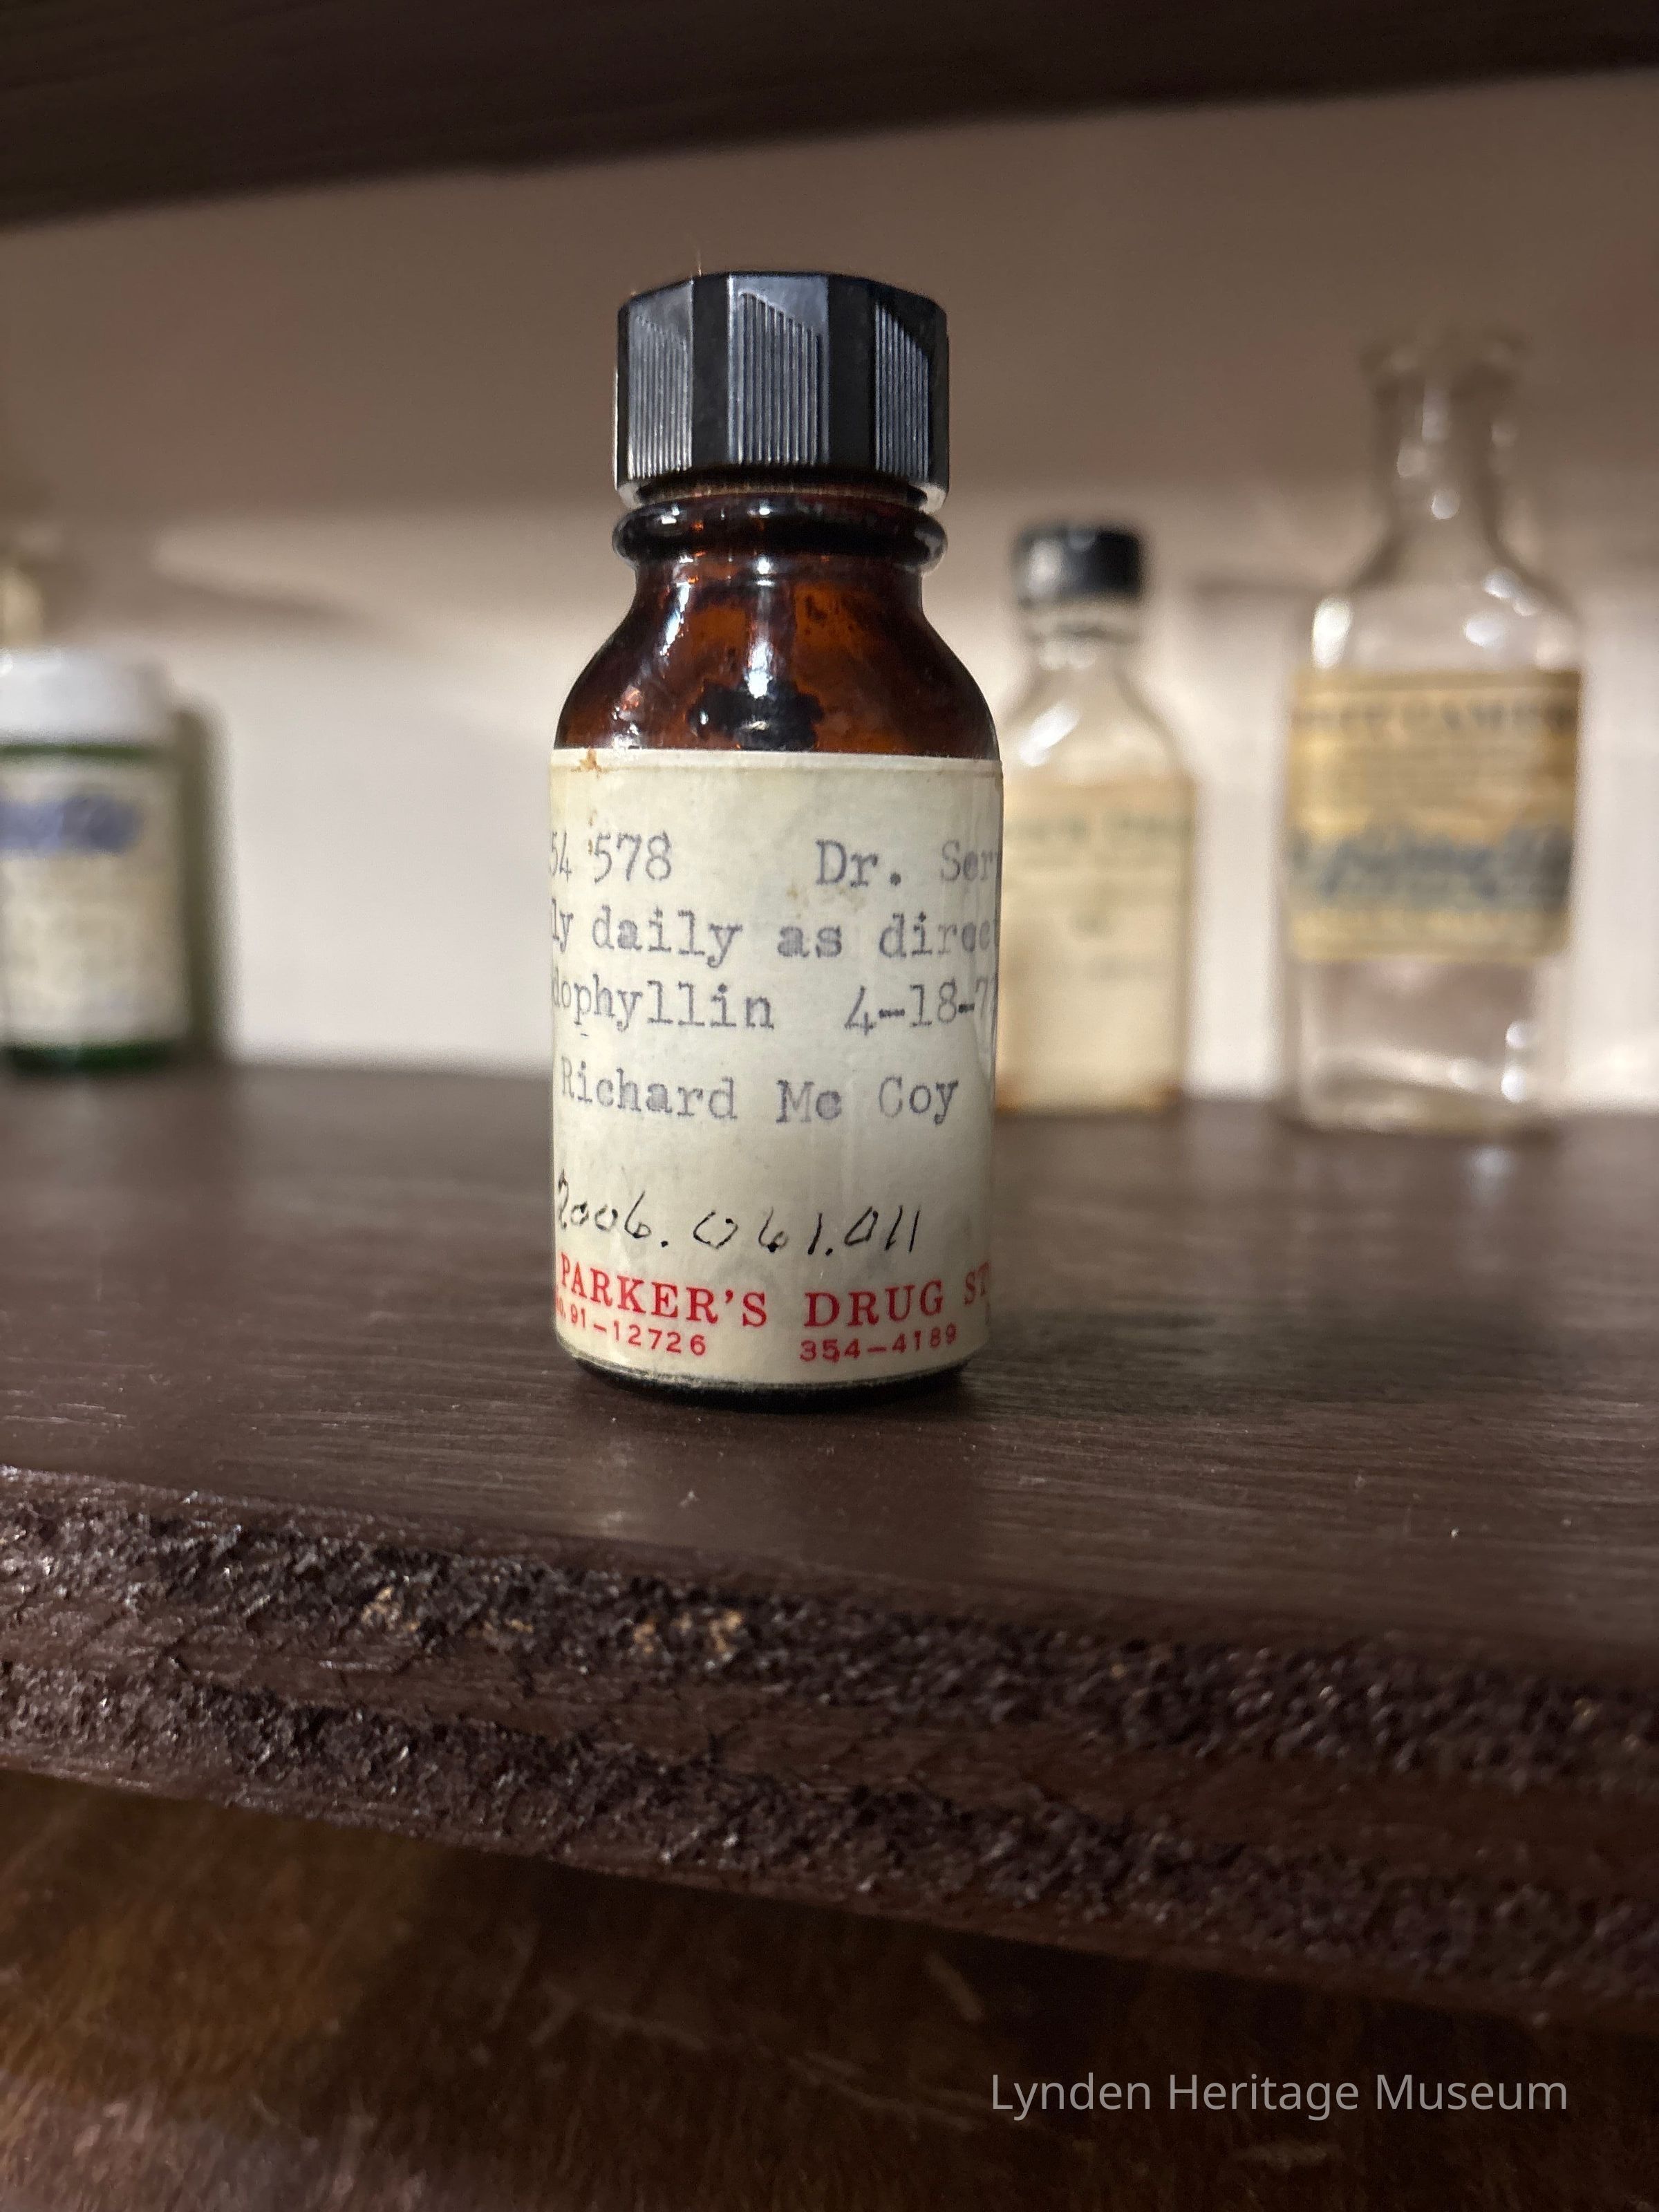 54 578 Dr. Ser
ly daily as direct
dophyllin 4-18-7
Richard Mc Coy
2006.061.011
PARKER'S DRUG ST
91-12726 354-4189
Lynden Heritage Museum